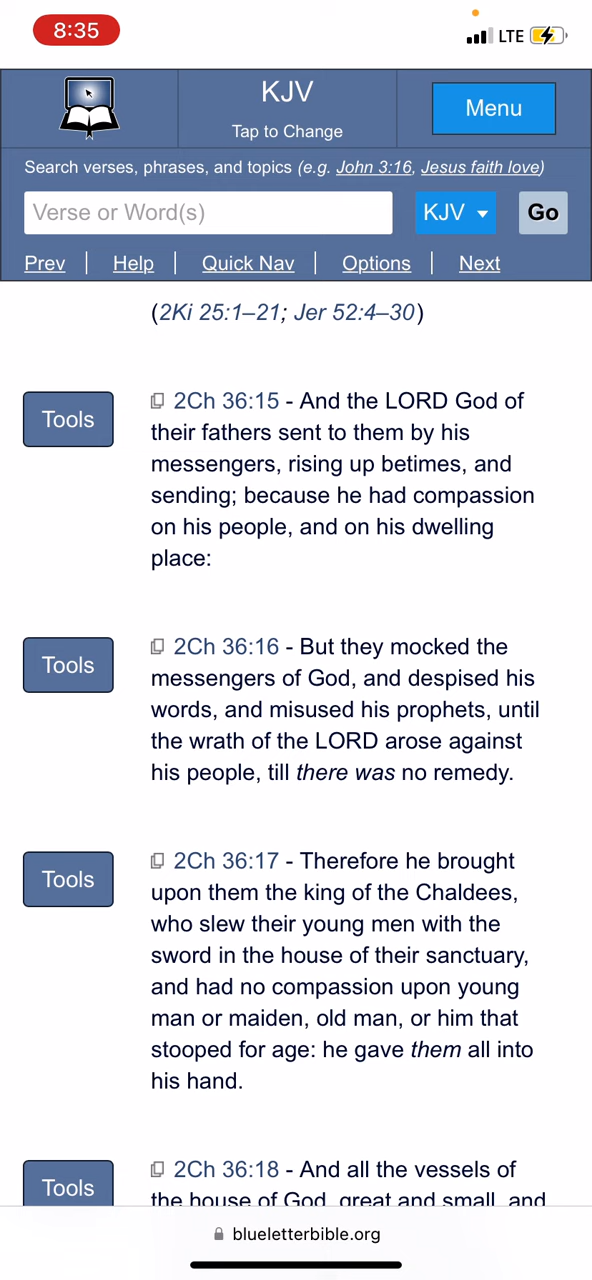 8:35
LTE
KJV
Tap to Change
Menu
Search verses, phrases, and topics (e.g. John 3:16, Jesus faith love)
Verse or Word(s)
KJV
Go
Prev | Help | Quick Nav | Options | Next
(2Ki 25:1–21; Jer 52:4–30)
Tools
2Ch 36:15 - And the LORD God of
their fathers sent to them by his
messengers, rising up betimes, and
sending; because he had compassion
on his people, and on his dwelling
place:
Tools
2Ch 36:16 - But they mocked the
messengers of God, and despised his
words, and misused his prophets, until
the wrath of the LORD arose against
his people, till there was no remedy.
Tools
2Ch 36:17 - Therefore he brought
upon them the king of the Chaldees,
who slew their young men with the
sword in the house of their sanctuary,
and had no compassion upon young
man or maiden, old man, or him that
stooped for age: he gave them all into
his hand.
Tools
2Ch 36:18 - And all the vessels of
the house of God, great and small, and
blueletterbible.org